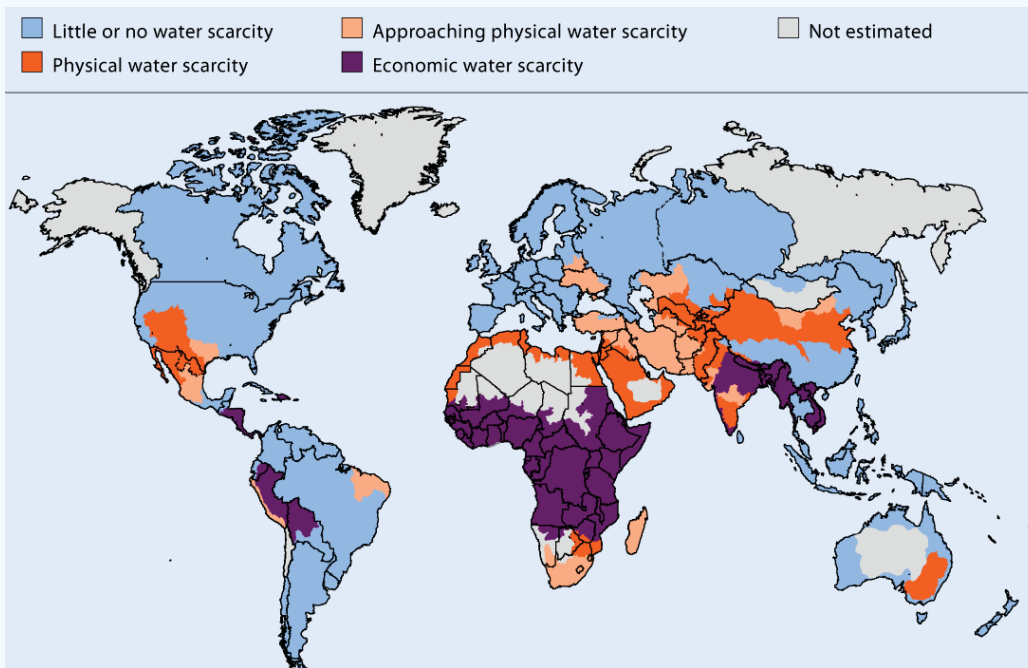 Little or no water scarcity
Approaching physical water scarcity
Not estimated
Physical water scarcity
Economic water scarcity